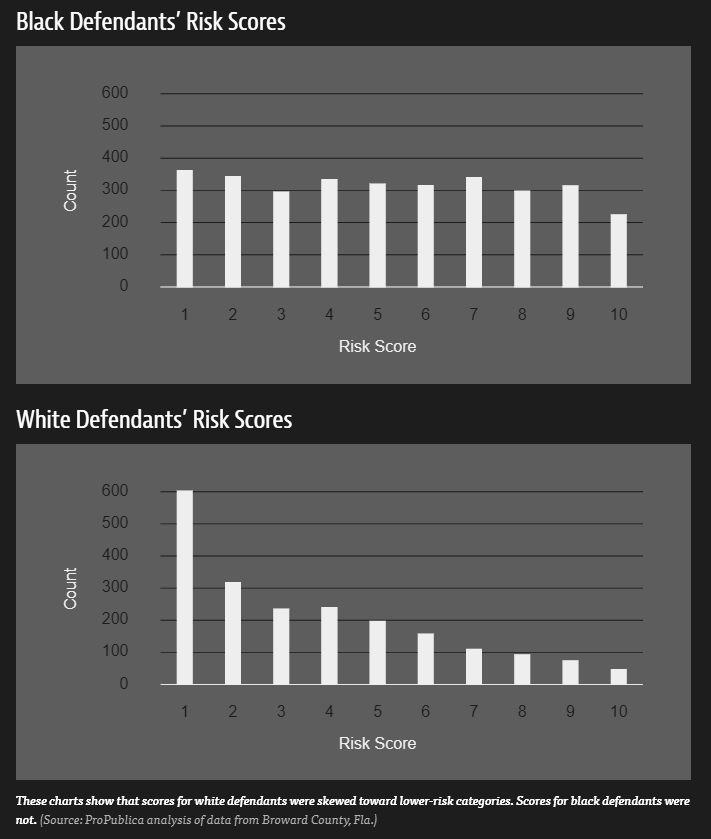 Black Defendants’ Risk Scores
600
500
400
300
200
100
0
Count
1 2 3 4 5 6 7 8 9 10
Risk Score
White Defendants’ Risk Scores
600
500
400
300
200
100
0
Count
1 2 3 4 5 6 7 8 9 10
Risk Score
These charts show that scores for white defendants were skewed toward lower-risk categories. Scores for black defendants were
not. (Source: ProPublica analysis of data from Broward County, Fla.)